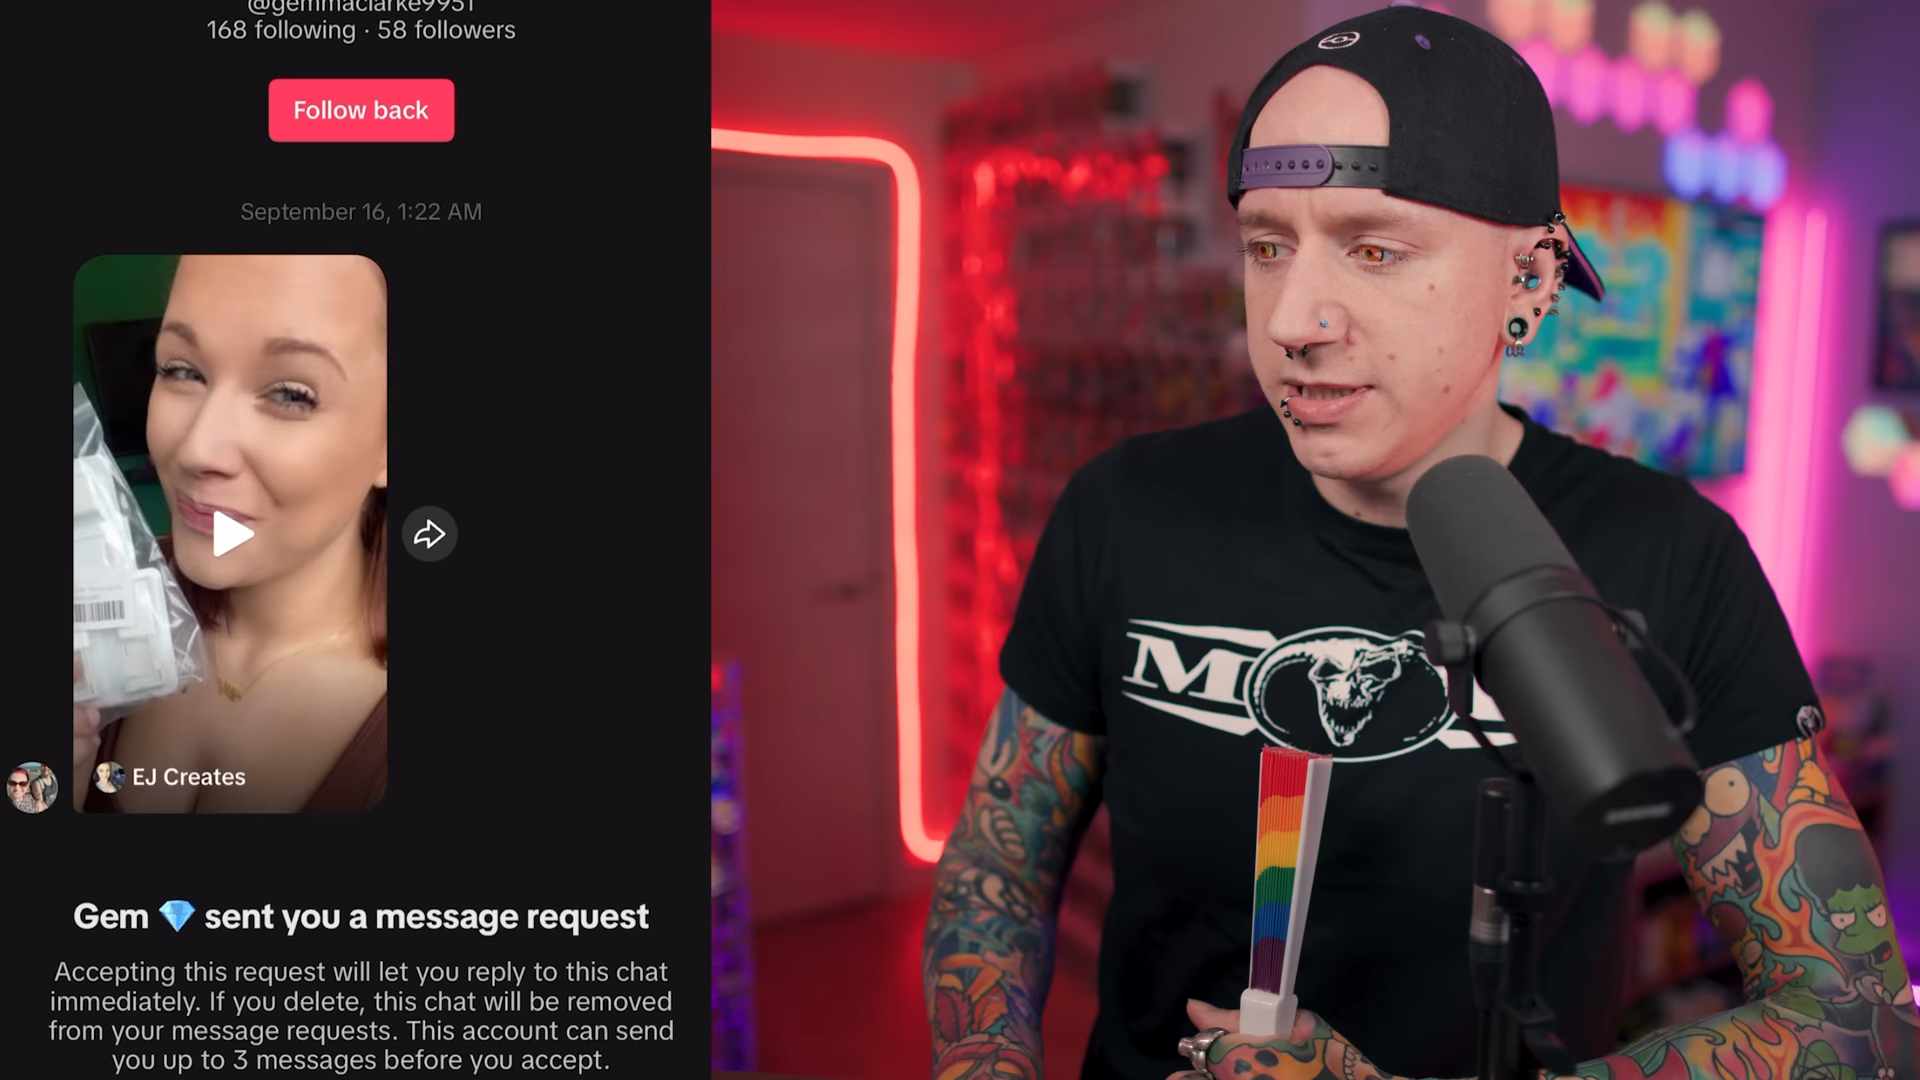 @gemmaclarke9951
168 following · 58 followers
Follow back
September 16, 1:22 AM
EJ Creates
Gem 💎 sent you a message request
Accepting this request will let you reply to this chat
immediately. If you delete, this chat will be removed
from your message requests. This account can send
you up to 3 messages before you accept.